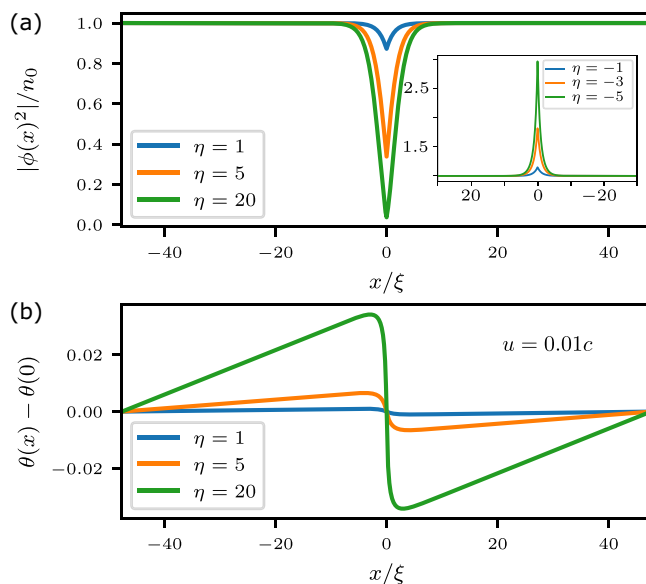 (a)
|ϕ(x)²|/n₀
1.0
0.8
0.6
0.4
0.2
0.0
η = 1
η = 5
η = 20
2.5
1.5
η = −1
η = −3
η = −5
30 0 −30
−40 −20 0 20 40
x/ξ
(b)
θ(x) − θ(0)
0.02
0.00
−0.02
u = 0.01c
η = 1
η = 5
η = 20
−40 −20 0 20 40
x/ξ